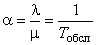 α = λ/μ = 1/T_обсл